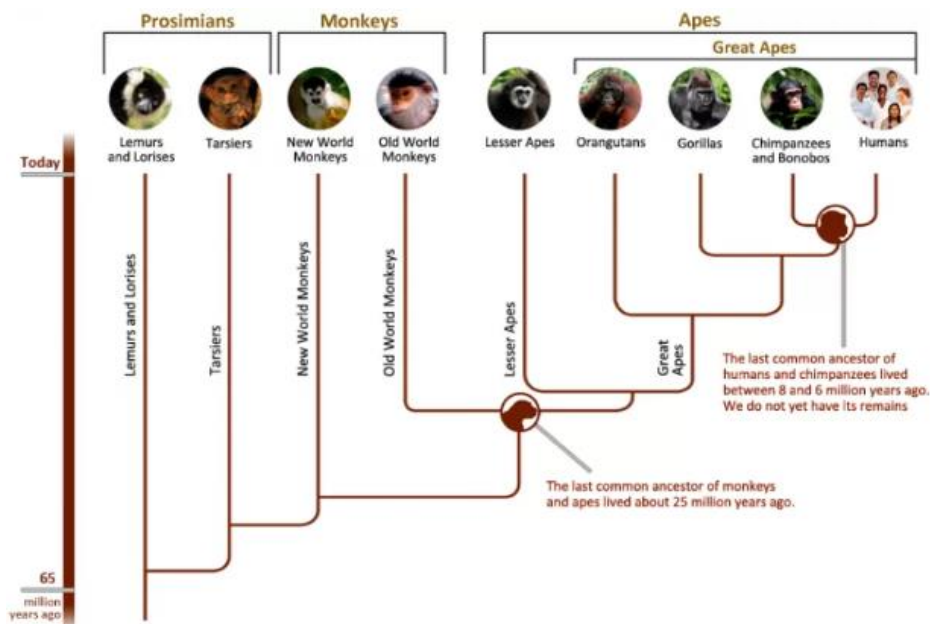 Prosimians
Monkeys
Apes
Great Apes
Lemurs
and Lorises
Tarsiers
New World
Monkeys
Old World
Monkeys
Lesser Apes
Orangutans
Gorillas
Chimpanzees
and Bonobos
Humans
Today
Lemurs and Lorises
Tarsiers
New World Monkeys
Old World Monkeys
Lesser Apes
Great
Apes
The last common ancestor of
humans and chimpanzees lived
between 8 and 6 million years ago.
We do not yet have its remains
The last common ancestor of monkeys
and apes lived about 25 million years ago.
65
million
years ago